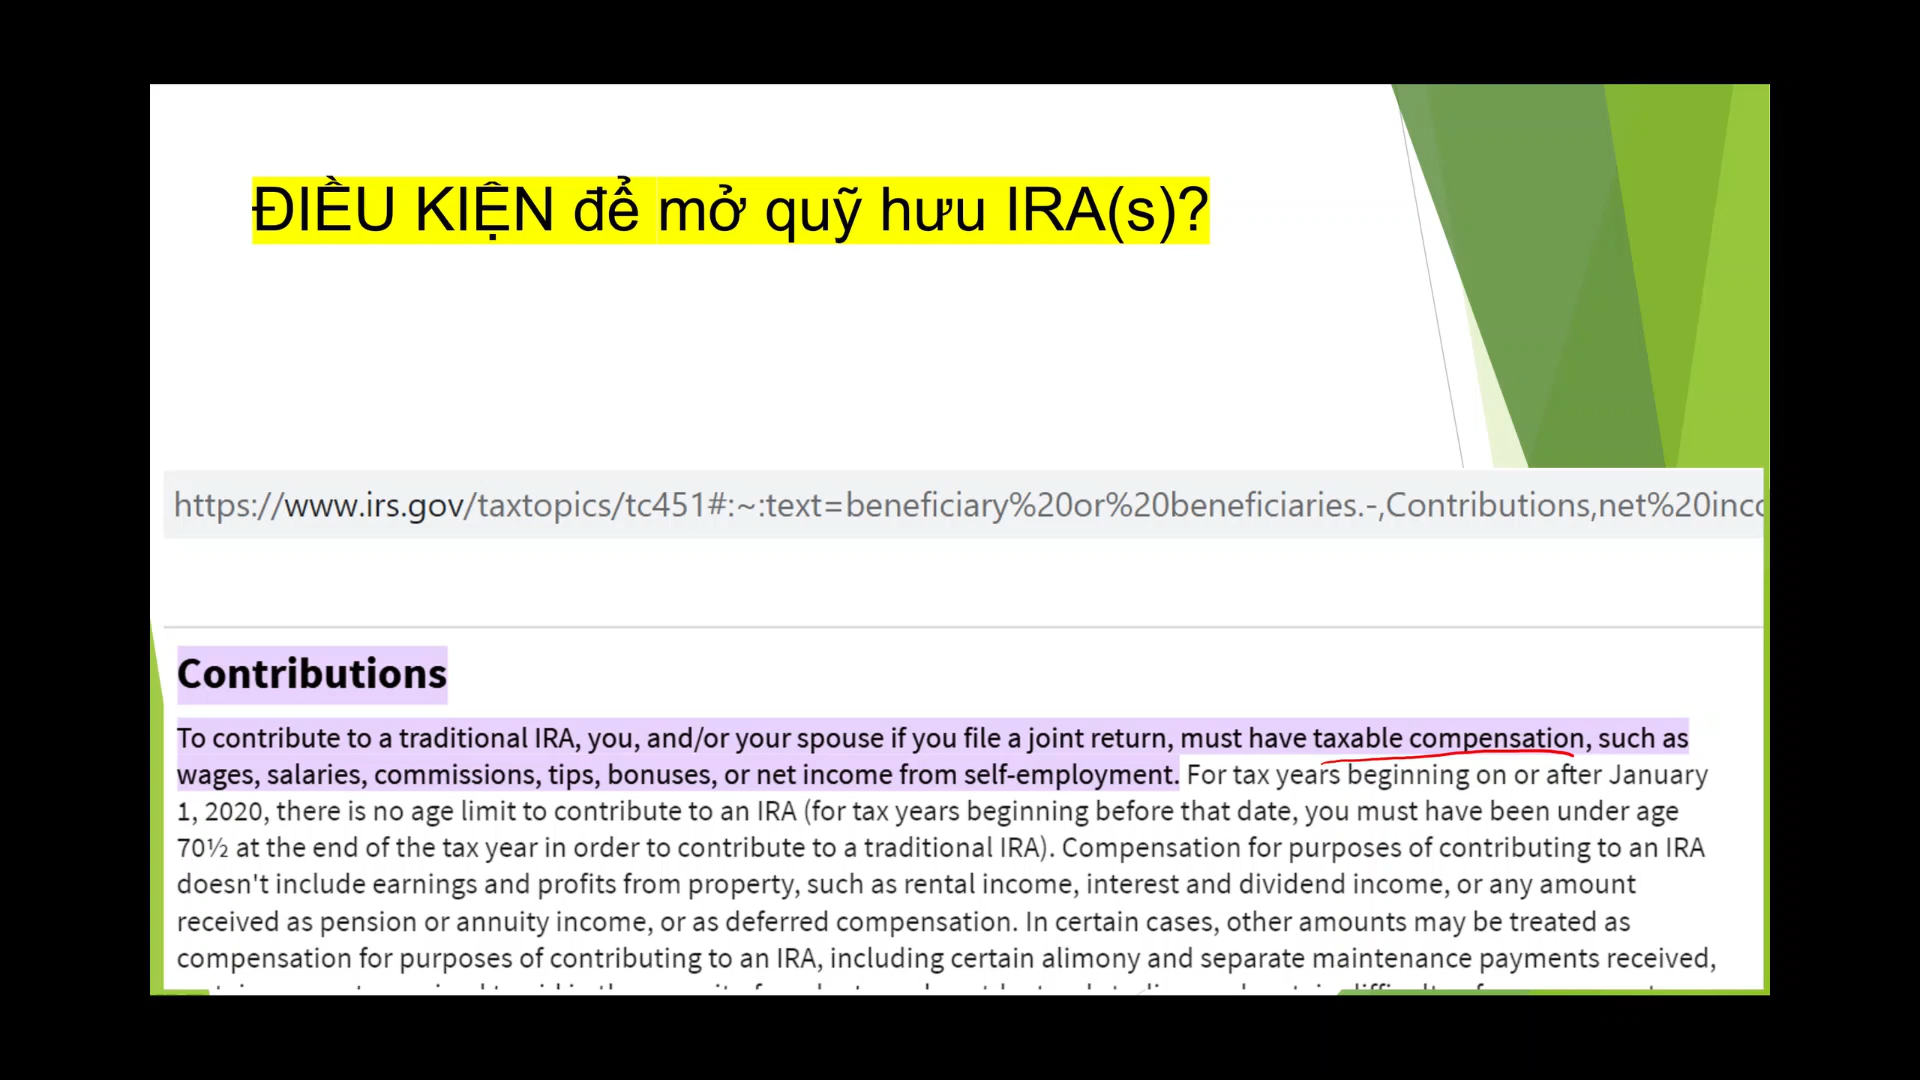 ĐIỀU KIỆN để mở quỹ hưu IRA(s)?
https://www.irs.gov/taxtopics/tc451#:~:text=beneficiary%20or%20beneficiaries.-,Contributions,net%20inco
Contributions
To contribute to a traditional IRA, you, and/or your spouse if you file a joint return, must have taxable compensation, such as
wages, salaries, commissions, tips, bonuses, or net income from self-employment. For tax years beginning on or after January
1, 2020, there is no age limit to contribute to an IRA (for tax years beginning before that date, you must have been under age
70½ at the end of the tax year in order to contribute to a traditional IRA). Compensation for purposes of contributing to an IRA
doesn't include earnings and profits from property, such as rental income, interest and dividend income, or any amount
received as pension or annuity income, or as deferred compensation. In certain cases, other amounts may be treated as
compensation for purposes of contributing to an IRA, including certain alimony and separate maintenance payments received,